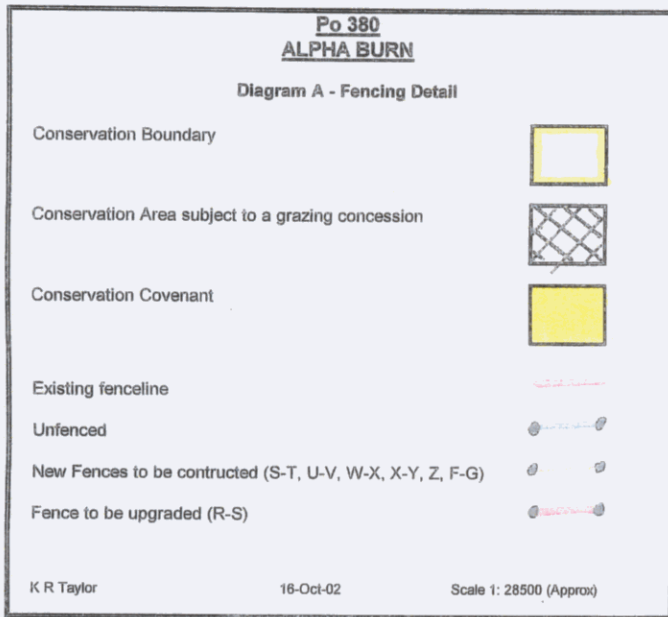 Po 380
ALPHA BURN
Diagram A - Fencing Detail
Conservation Boundary
Conservation Area subject to a grazing concession
Conservation Covenant
Existing fenceline
Unfenced
New Fences to be contructed (S-T, U-V, W-X, X-Y, Z, F-G)
Fence to be upgraded (R-S)
K R Taylor 16-Oct-02 Scale 1: 28500 (Approx)